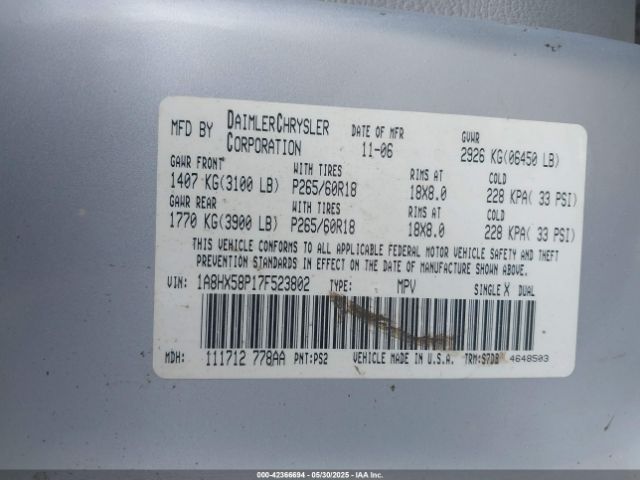 MFD BY DAIMLERCHRYSLER CORPORATION DATE OF MFR 11-06 GVWR 2926 KG(06450 LB)
GAWR FRONT WITH TIRES RIMS AT COLD
1407 KG(3100 LB) P265/60R18 18X8.0 228 KPA( 33 PSI)
GAWR REAR WITH TIRES RIMS AT COLD
1770 KG(3900 LB) P265/60R18 18X8.0 228 KPA( 33 PSI)
THIS VEHICLE CONFORMS TO ALL APPLICABLE FEDERAL MOTOR VEHICLE SAFETY AND THEFT
PREVENTION STANDARDS IN EFFECT ON THE DATE OF MANUFACTURE SHOWN ABOVE.
VIN: 1A8HX58P17F523802 TYPE: MPV SINGLE X DUAL
MDH: 111712 778AA PNT:PS2 VEHICLE MADE IN U.S.A. TRM:S7DB 4648503
000-42366694 - 05/30/2025 - IAAI.CA